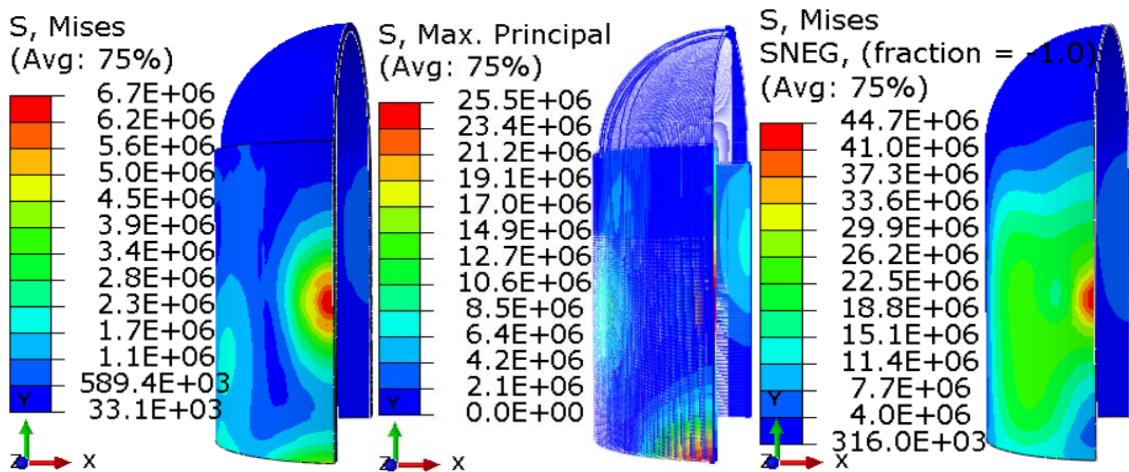 S, Mises
(Avg: 75%)
6.7E+06
6.2E+06
5.6E+06
5.0E+06
4.5E+06
3.9E+06
3.4E+06
2.8E+06
2.3E+06
1.7E+06
1.1E+06
589.4E+03
33.1E+03
Y
Z
X
S, Max. Principal
(Avg: 75%)
25.5E+06
23.4E+06
21.2E+06
19.1E+06
17.0E+06
14.9E+06
12.7E+06
10.6E+06
8.5E+06
6.4E+06
4.2E+06
2.1E+06
0.0E+00
Y
Z
X
S, Mises
SNEG, (fraction = -1.0)
(Avg: 75%)
44.7E+06
41.0E+06
37.3E+06
33.6E+06
29.9E+06
26.2E+06
22.5E+06
18.8E+06
15.1E+06
11.4E+06
7.7E+06
4.0E+06
316.0E+03
Y
Z
X